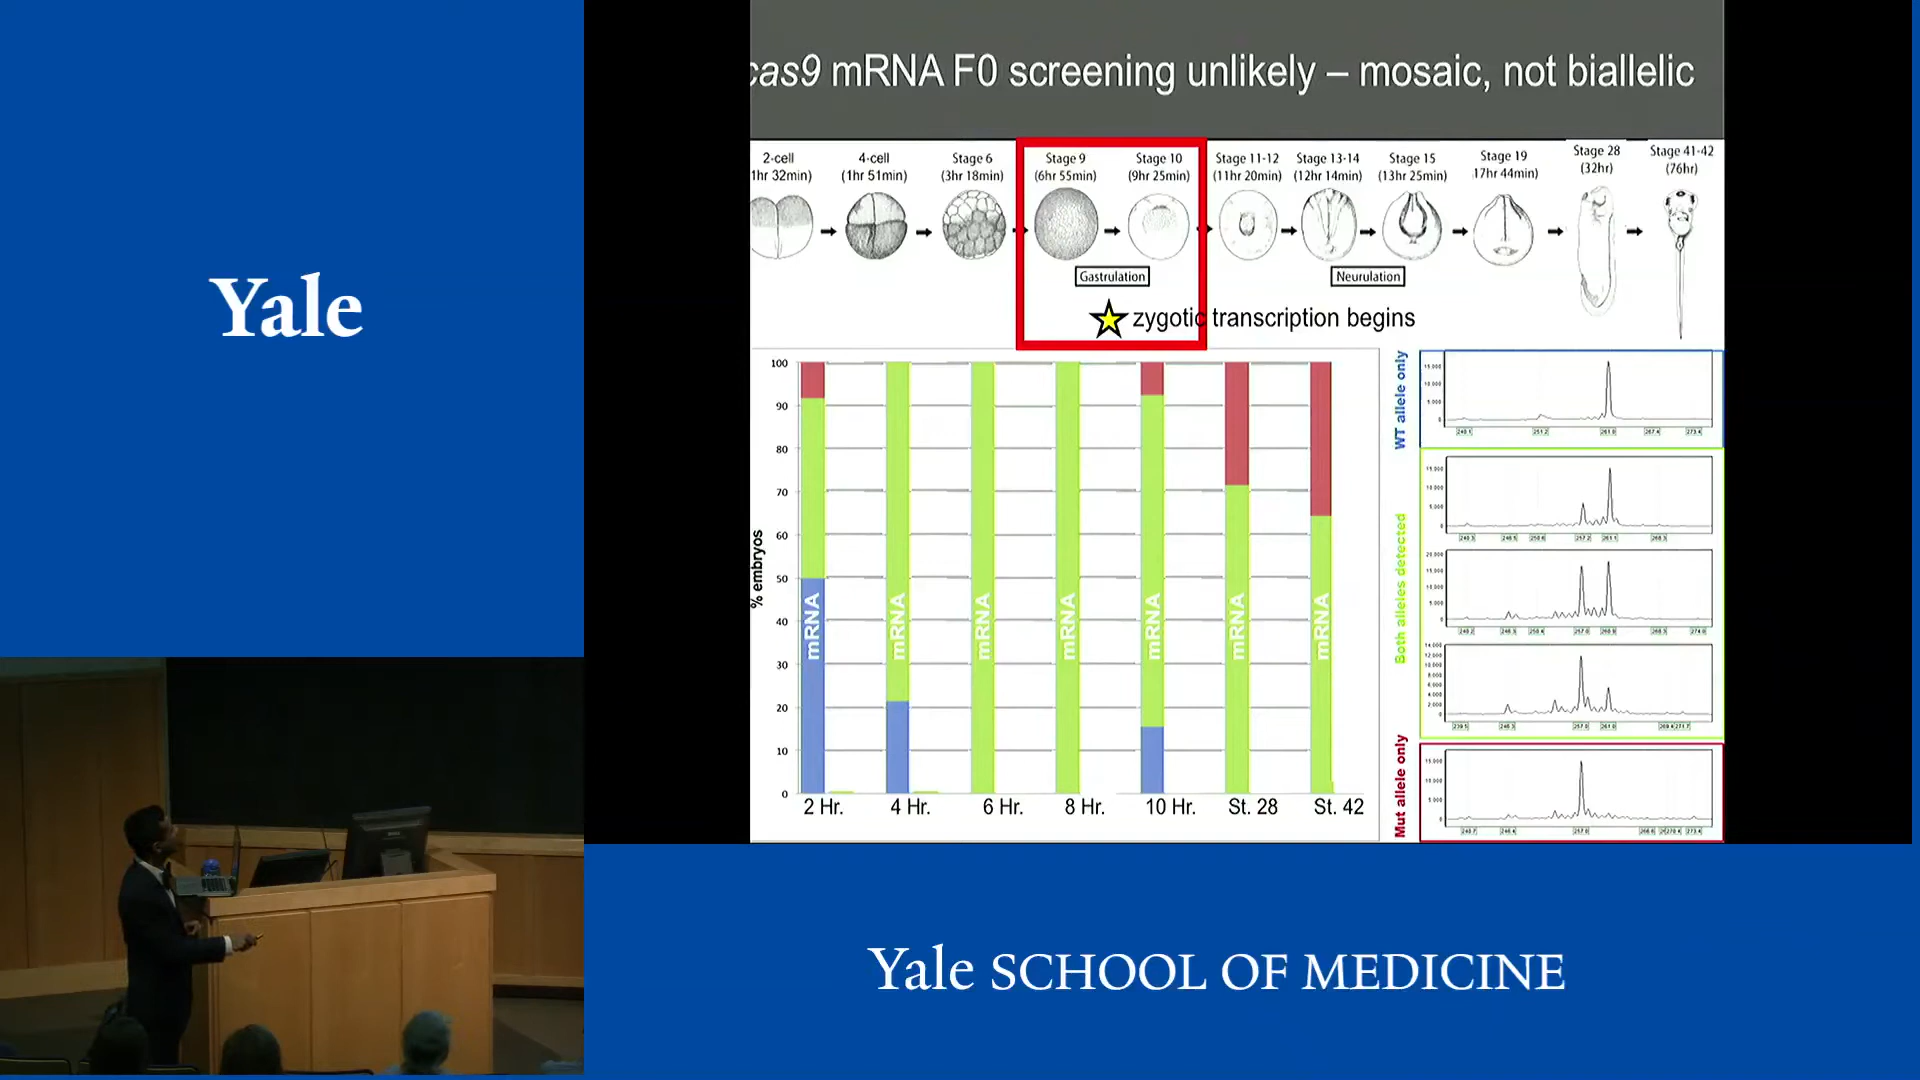 Yale
cas9 mRNA F0 screening unlikely – mosaic, not biallelic
2-cell
1hr 32min)
4-cell
(1hr 51min)
Stage 6
(3hr 18min)
Stage 9
(6hr 55min)
Stage 10
(9hr 25min)
Stage 11-12
(11hr 20min)
Stage 13-14
(12hr 14min)
Stage 15
(13hr 25min)
Stage 19
17hr 44min)
Stage 28
(32hr)
Stage 41-42
(76hr)
Gastrulation
Neurulation
zygotic transcription begins
% embryos
100
90
80
70
60
50
40
30
20
10
0
mRNA
mRNA
mRNA
mRNA
mRNA
mRNA
mRNA
2 Hr.
4 Hr.
6 Hr.
8 Hr.
10 Hr.
St. 28
St. 42
WT allele only
Both alleles detected
Mut allele only
Yale SCHOOL OF MEDICINE